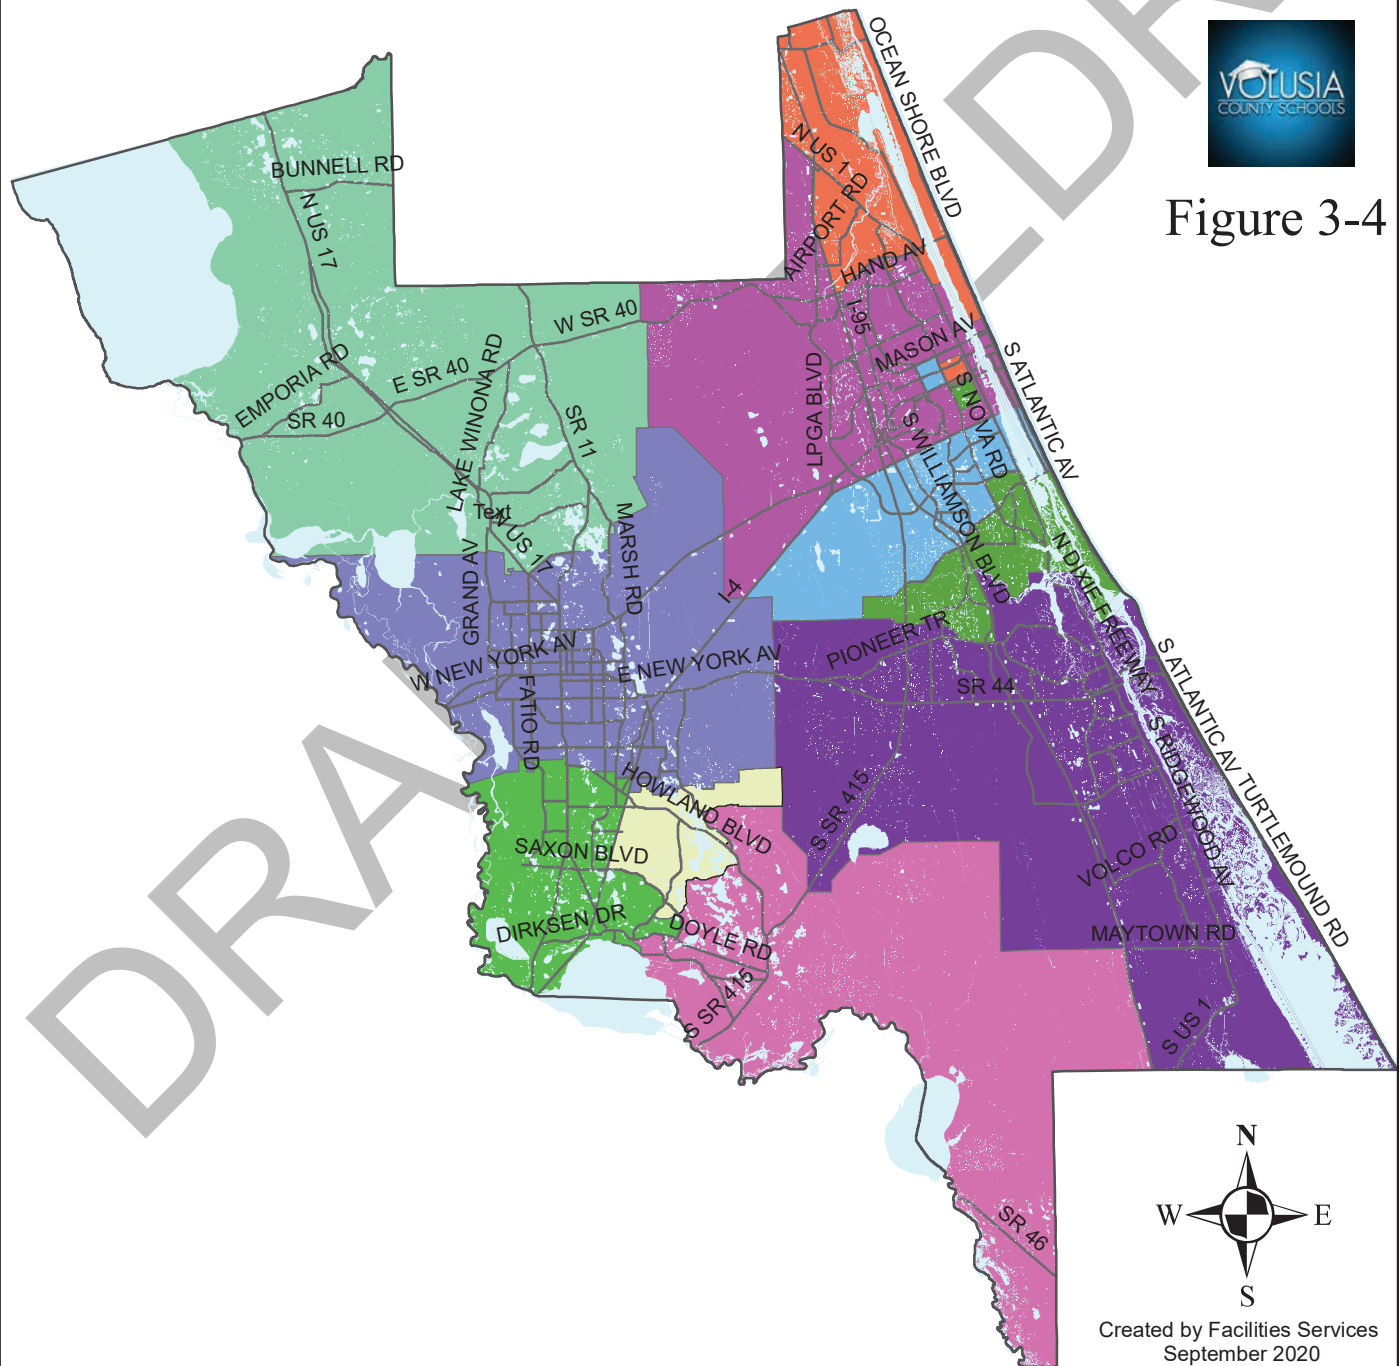 VOLUSIA
COUNTY SCHOOLS
Figure 3-4
OCEAN SHORE BLVD
BUNNELL RD
N US 1
N US 17
AIRPORT RD
HAND AV
W SR 40
I-95
MASON AV
EMPORIA RD
E SR 40
LAKE WINONA RD
SR 40
SR 11
LPGA BLVD
S ATLANTIC AV
S NOVA RD
S WILLIAMSON BLVD
Text
N US 17
MARSH RD
GRAND AV
I-4
N DIXIE FREEWAY
PIONEER TR
W NEW YORK AV
E NEW YORK AV
SR 44
FATIO RD
S ATLANTIC AV
TURTLEMOUND RD
S RIDGEWOOD AV
HOWLAND BLVD
S SR 415
SAXON BLVD
VOLCO RD
DIRKSEN DR
DOYLE RD
MAYTOWN RD
S SR 415
S US 1
SR 46
DRA
DR
N
W E
S
Created by Facilities Services
September 2020